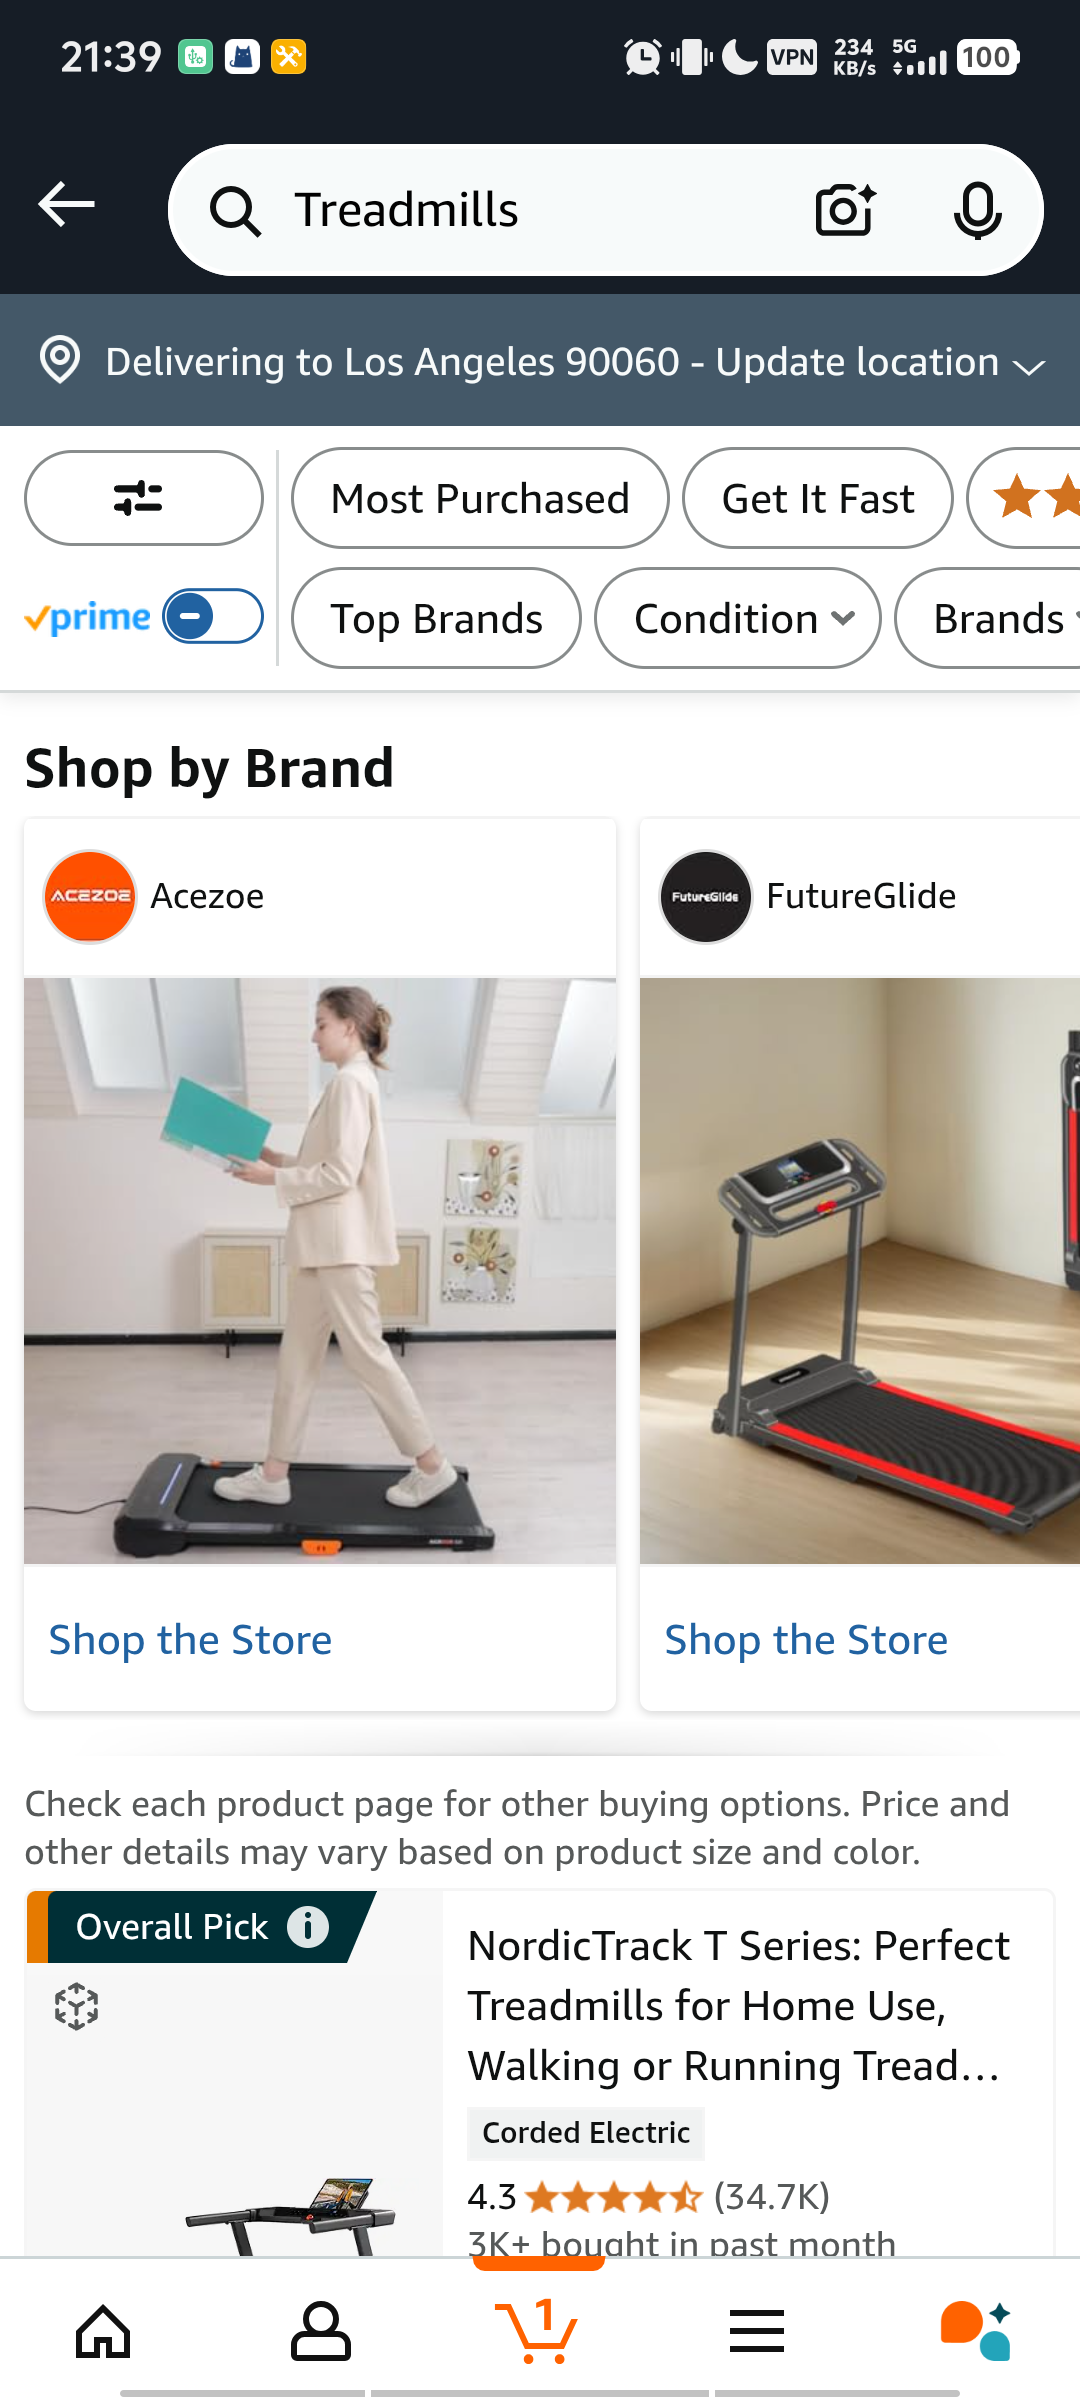 21:39
VPN
234
KB/s
5G
100
Treadmills
Delivering to Los Angeles 90060 - Update location
Most Purchased
Get It Fast
prime
Top Brands
Condition
Brands
Shop by Brand
ACEZOE
Acezoe
FutureGlide
FutureGlide
Shop the Store
Shop the Store
Check each product page for other buying options. Price and
other details may vary based on product size and color.
Overall Pick
NordicTrack T Series: Perfect
Treadmills for Home Use,
Walking or Running Tread...
Corded Electric
4.3
(34.7K)
3K+ bought in past month
1